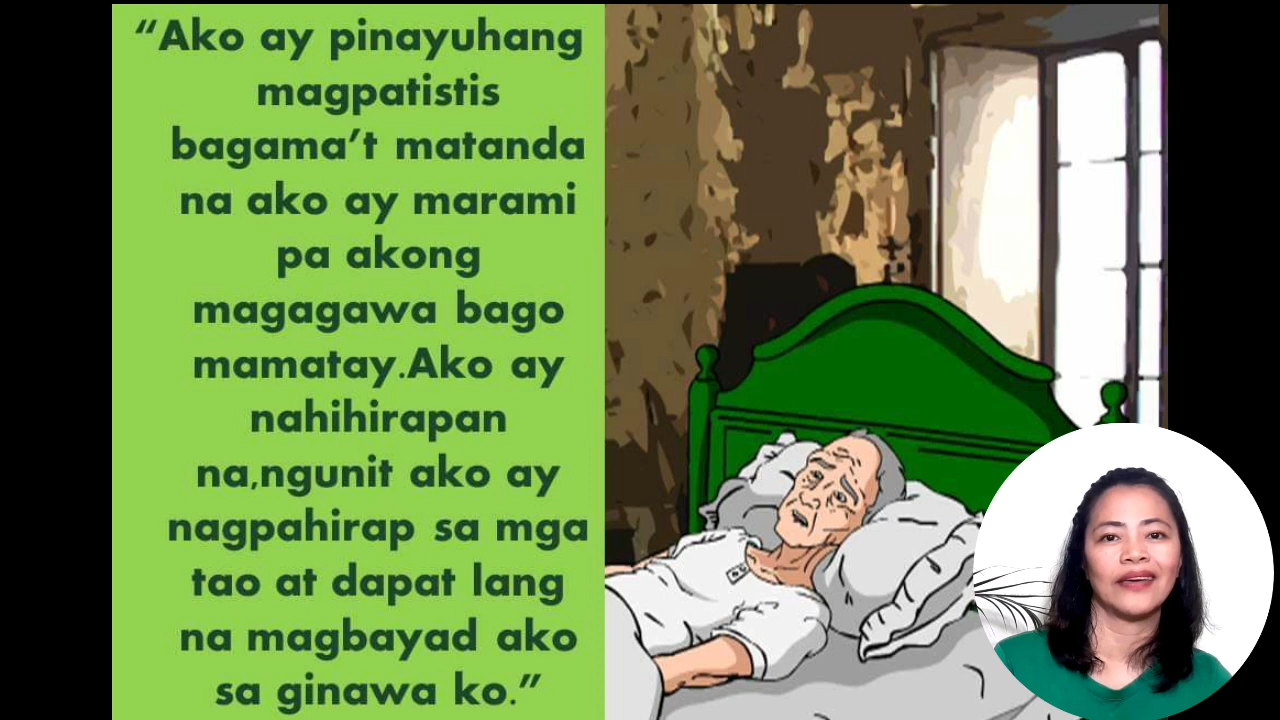 “Ako ay pinayuhang
magpatistis
bagama’t matanda
na ako ay marami
pa akong
magagawa bago
mamatay.Ako ay
nahihirapan
na,ngunit ako ay
nagpahirap sa mga
tao at dapat lang
na magbayad ako
sa ginawa ko.”